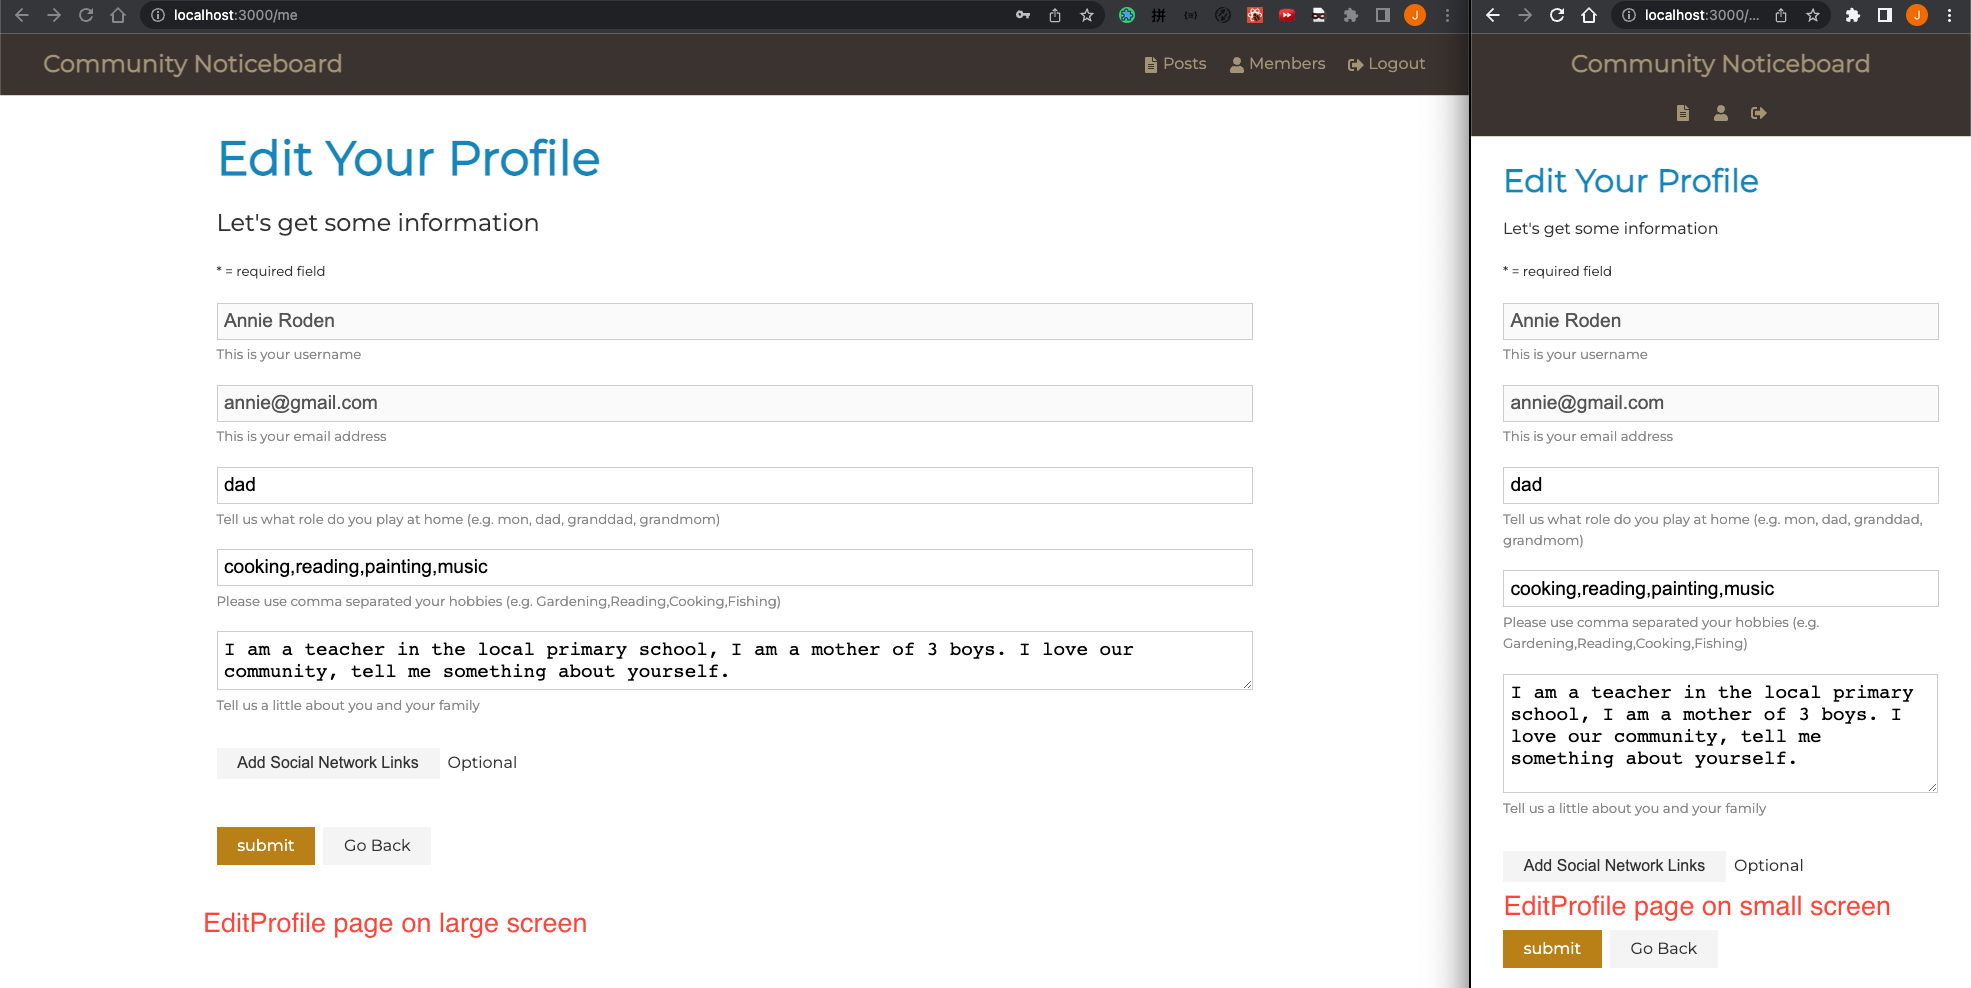 localhost:3000/me
Community Noticeboard
Posts
Members
Logout
Edit Your Profile
Let's get some information
* = required field
Annie Roden
This is your username
annie@gmail.com
This is your email address
dad
Tell us what role do you play at home (e.g. mon, dad, granddad, grandmom)
cooking,reading,painting,music
Please use comma separated your hobbies (e.g. Gardening,Reading,Cooking,Fishing)
I am a teacher in the local primary school, I am a mother of 3 boys. I love our
community, tell me something about yourself.
Tell us a little about you and your family
Add Social Network Links
Optional
submit
Go Back
EditProfile page on large screen
localhost:3000/...
J
J
Community Noticeboard
Edit Your Profile
Let's get some information
* = required field
Annie Roden
This is your username
annie@gmail.com
This is your email address
dad
Tell us what role do you play at home (e.g. mon, dad, granddad,
grandmom)
cooking,reading,painting,music
Please use comma separated your hobbies (e.g.
Gardening,Reading,Cooking,Fishing)
I am a teacher in the local primary
school, I am a mother of 3 boys. I
love our community, tell me
something about yourself.
Tell us a little about you and your family
Add Social Network Links
Optional
EditProfile page on small screen
submit
Go Back